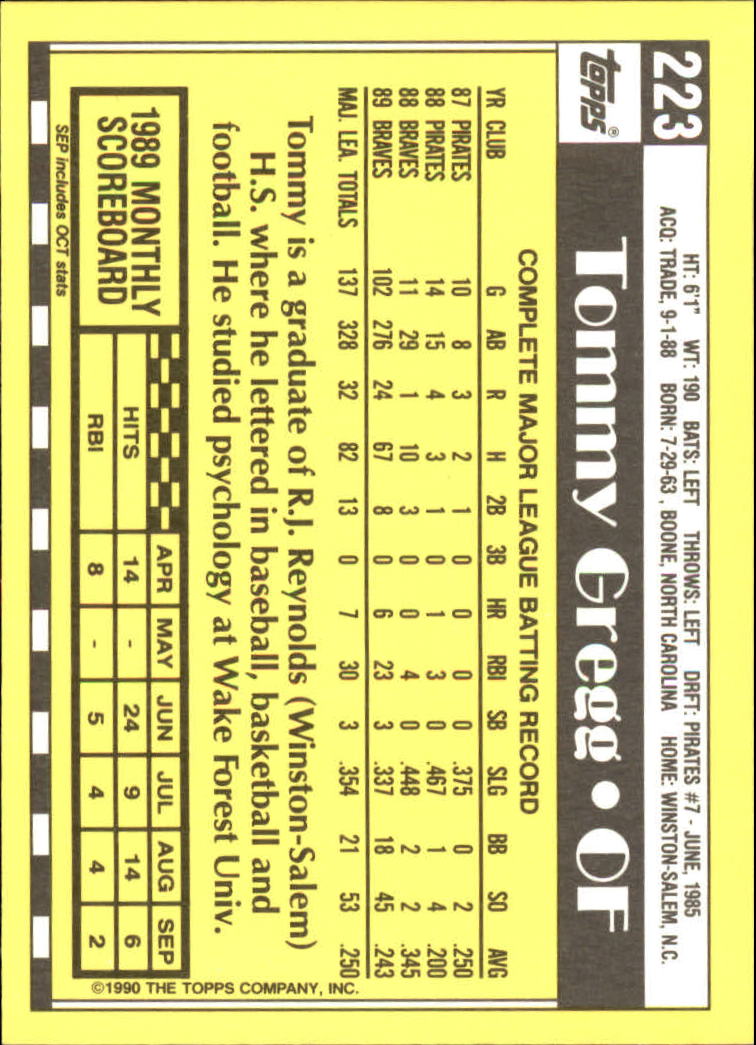 223
HT: 6'1" WT: 190 BATS: LEFT THROWS: LEFT DRFT: PIRATES #7 - JUNE, 1985
ACQ: TRADE, 9-1-88 BORN: 7-29-63, BOONE, NORTH CAROLINA HOME: WINSTON-SALEM, N.C.
topps®
Tommy Gregg • OF
COMPLETE MAJOR LEAGUE BATTING RECORD
YR CLUB G AB R H 2B 3B HR RBI SB SLG BB SO AVG
87 PIRATES 10 8 3 2 1 0 0 0 0 .375 0 2 .250
88 PIRATES 14 15 4 3 1 0 1 3 0 .467 1 4 .200
88 BRAVES 11 29 1 10 3 0 0 4 0 .448 2 2 .345
89 BRAVES 102 276 24 67 8 0 6 23 3 .337 18 45 .243
MAJ. LEA. TOTALS 137 328 32 82 13 0 7 30 3 .354 21 53 .250
Tommy is a graduate of R.J. Reynolds (Winston-Salem)
H.S. where he lettered in baseball, basketball and
football. He studied psychology at Wake Forest Univ.
1989 MONTHLY
SCOREBOARD
APR MAY JUN JUL AUG SEP
HITS 14 - 24 9 14 6
RBI 8 - 5 4 4 2
SEP includes OCT stats
©1990 THE TOPPS COMPANY, INC.